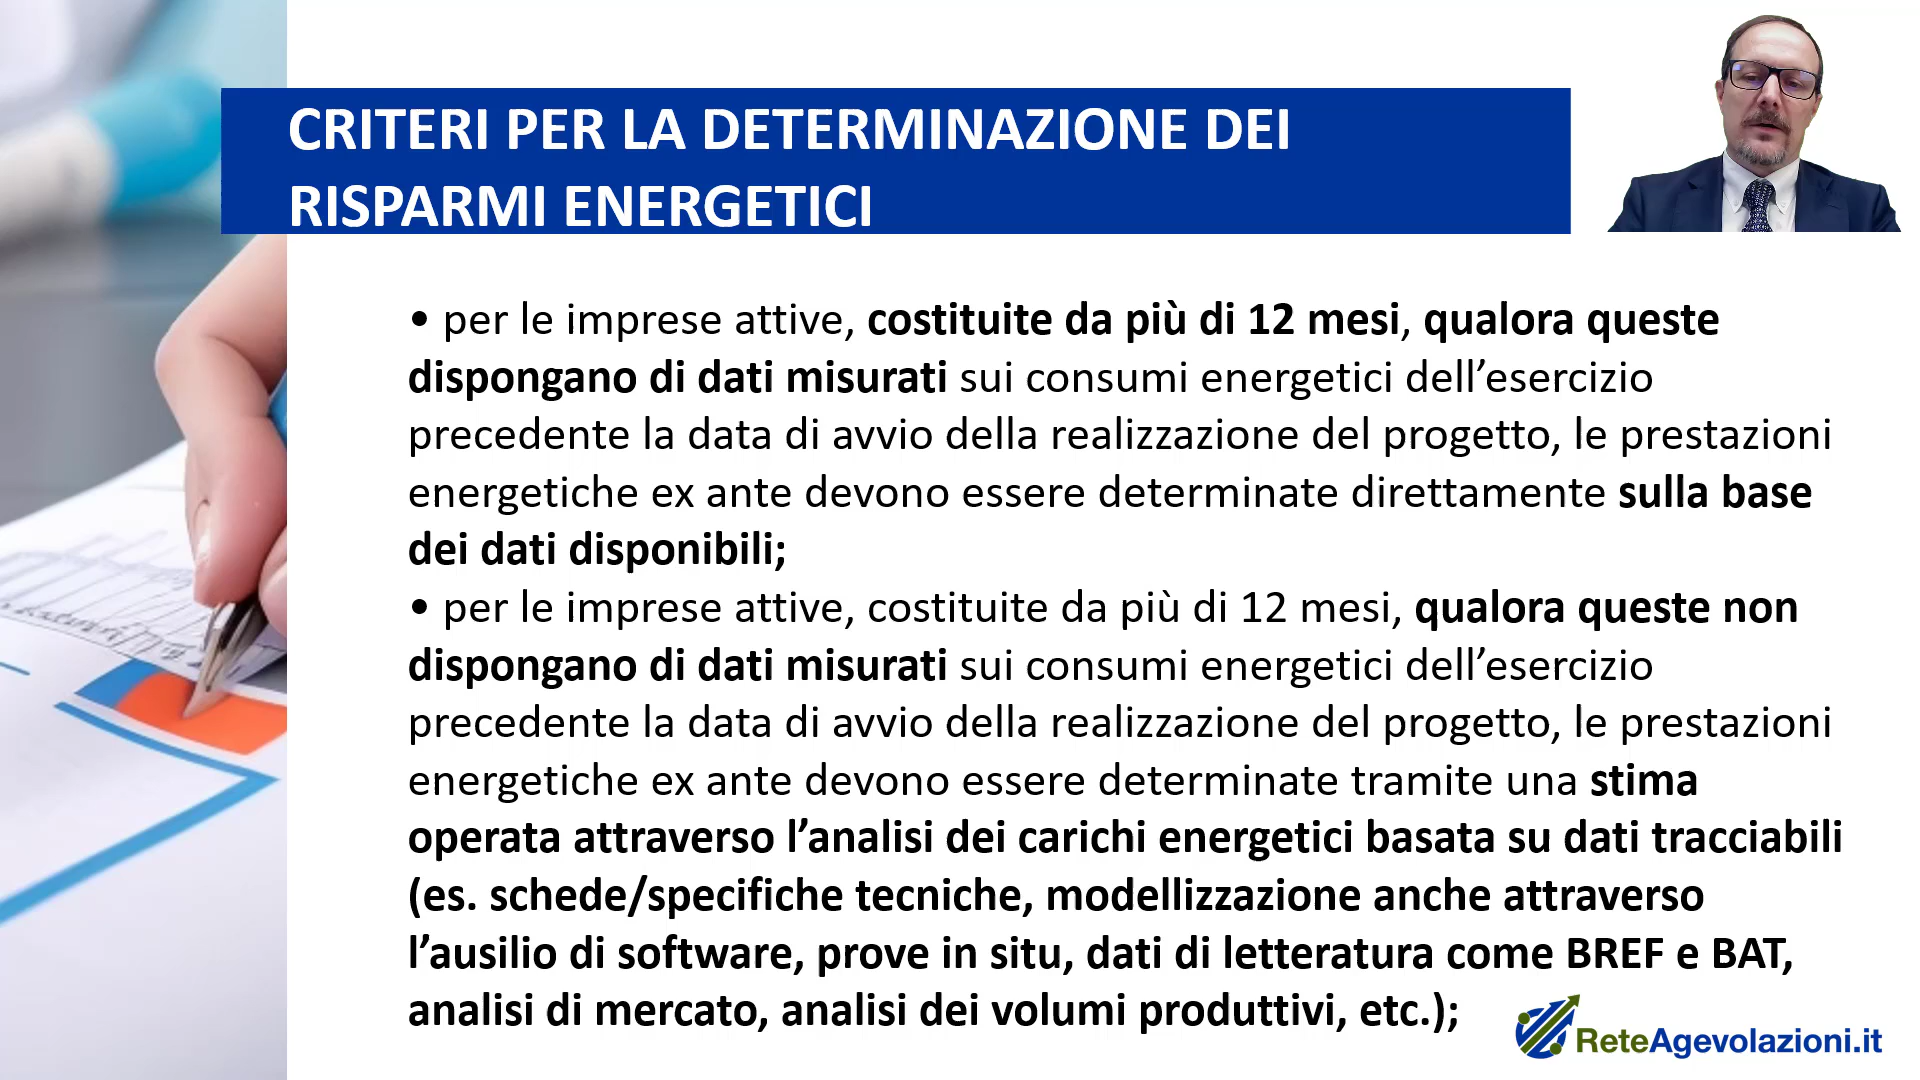 CRITERI PER LA DETERMINAZIONE DEI
RISPARMI ENERGETICI
• per le imprese attive, costituite da più di 12 mesi, qualora queste
dispongano di dati misurati sui consumi energetici dell’esercizio
precedente la data di avvio della realizzazione del progetto, le prestazioni
energetiche ex ante devono essere determinate direttamente sulla base
dei dati disponibili;
• per le imprese attive, costituite da più di 12 mesi, qualora queste non
dispongano di dati misurati sui consumi energetici dell’esercizio
precedente la data di avvio della realizzazione del progetto, le prestazioni
energetiche ex ante devono essere determinate tramite una stima
operata attraverso l’analisi dei carichi energetici basata su dati tracciabili
(es. schede/specifiche tecniche, modellizzazione anche attraverso
l’ausilio di software, prove in situ, dati di letteratura come BREF e BAT,
analisi di mercato, analisi dei volumi produttivi, etc.);
ReteAgevolazioni.it